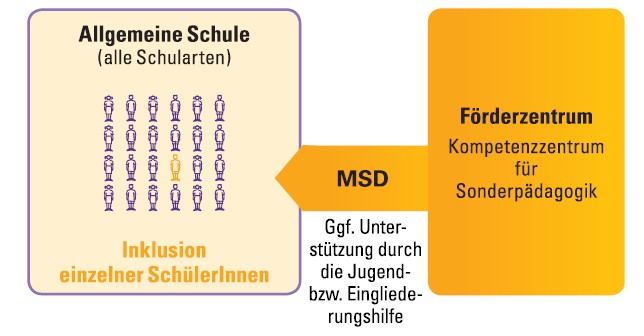 Allgemeine Schule
(alle Schularten)
Inklusion
einzelner SchülerInnen
MSD
Ggf. Unter-
stützung durch
die Jugend-
bzw. Eingliede-
rungshilfe
Förderzentrum
Kompetenzzentrum
für
Sonderpädagogik